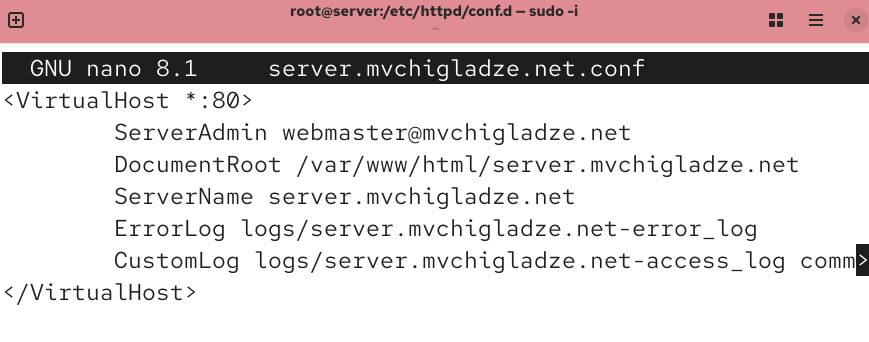 root@server:/etc/httpd/conf.d — sudo -i
~
GNU nano 8.1 server.mvchigladze.net.conf
<VirtualHost *:80>
ServerAdmin webmaster@mvchigladze.net
DocumentRoot /var/www/html/server.mvchigladze.net
ServerName server.mvchigladze.net
ErrorLog logs/server.mvchigladze.net-error_log
CustomLog logs/server.mvchigladze.net-access_log comm>
</VirtualHost>